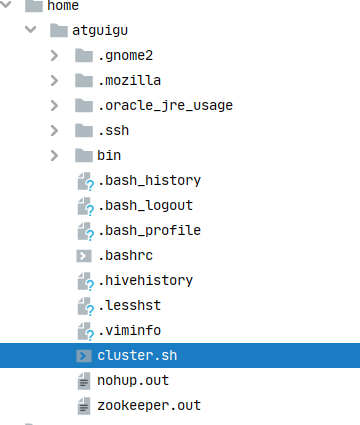 home
atguigu
.gnome2
.mozilla
.oracle_jre_usage
.ssh
bin
.bash_history
.bash_logout
.bash_profile
.bashrc
.hivehistory
.lesshst
.viminfo
cluster.sh
nohup.out
zookeeper.out